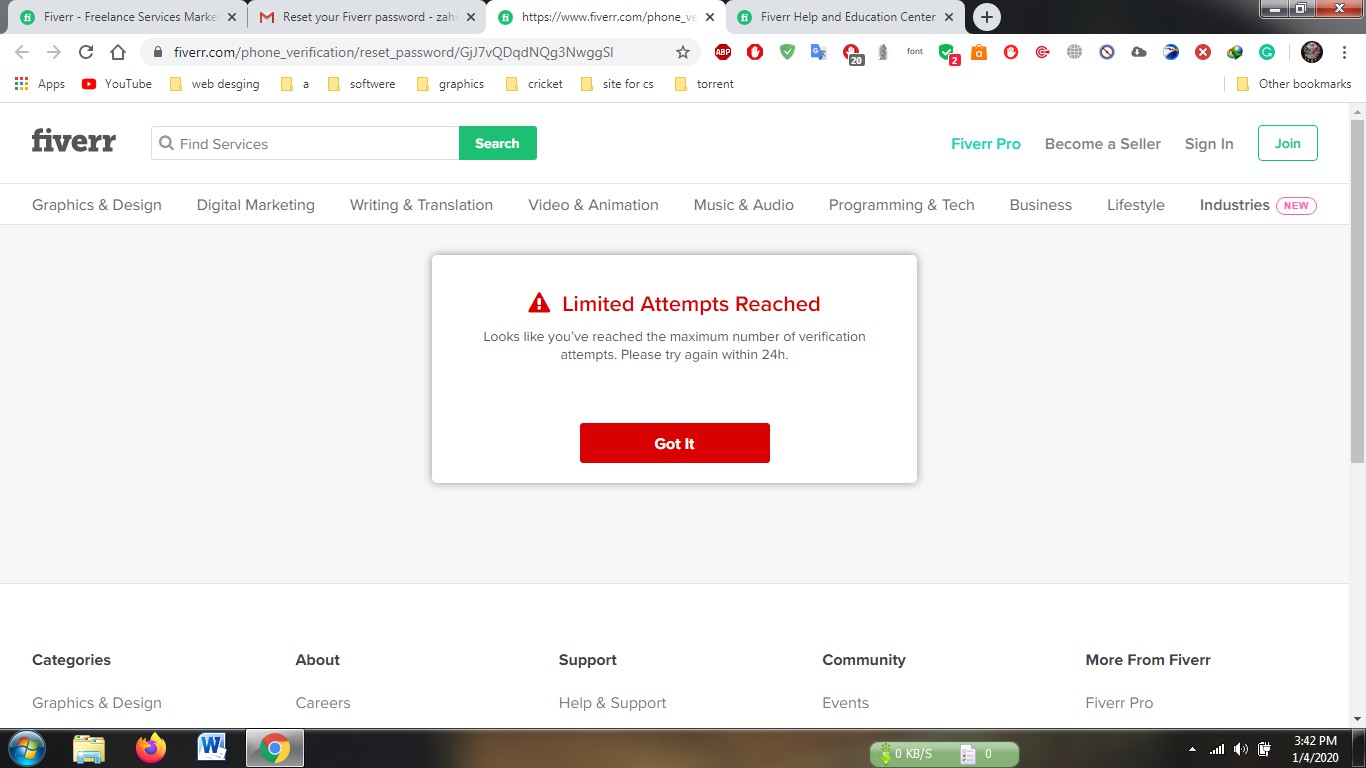 Fiverr - Freelance Services Marke
Reset your Fiverr password - zahi
https://www.fiverr.com/phone_ve
Fiverr Help and Education Center
fiverr.com/phone_verification/reset_password/GjJ7vQDqdNQg3NwggSI
ABP
20
font
2
a
Apps
YouTube
web desging
a
softwere
graphics
cricket
site for cs
torrent
Other bookmarks
fiverr
Find Services
Search
Fiverr Pro
Become a Seller
Sign In
Join
Graphics & Design
Digital Marketing
Writing & Translation
Video & Animation
Music & Audio
Programming & Tech
Business
Lifestyle
Industries NEW
Limited Attempts Reached
Looks like you've reached the maximum number of verification
attempts. Please try again within 24h.
Got It
Categories
About
Support
Community
More From Fiverr
Graphics & Design
Careers
Help & Support
Events
Fiverr Pro
0 KB/S
0
3:42 PM
1/4/2020